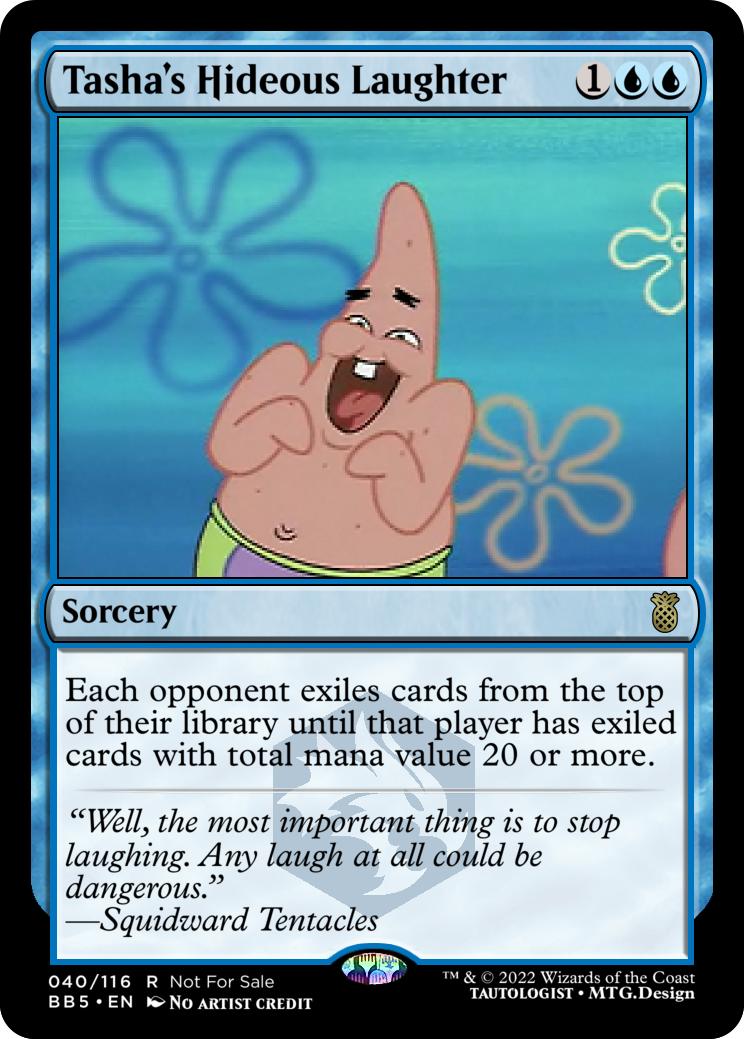 Tasha's Hideous Laughter 1
Sorcery
Each opponent exiles cards from the top
of their library until that player has exiled
cards with total mana value 20 or more.
“Well, the most important thing is to stop
laughing. Any laugh at all could be
dangerous.”
—Squidward Tentacles
040/116 R Not For Sale
BB5 • EN No artist credit
™ & © 2022 Wizards of the Coast
TAUTOLOGIST • MTG.Design